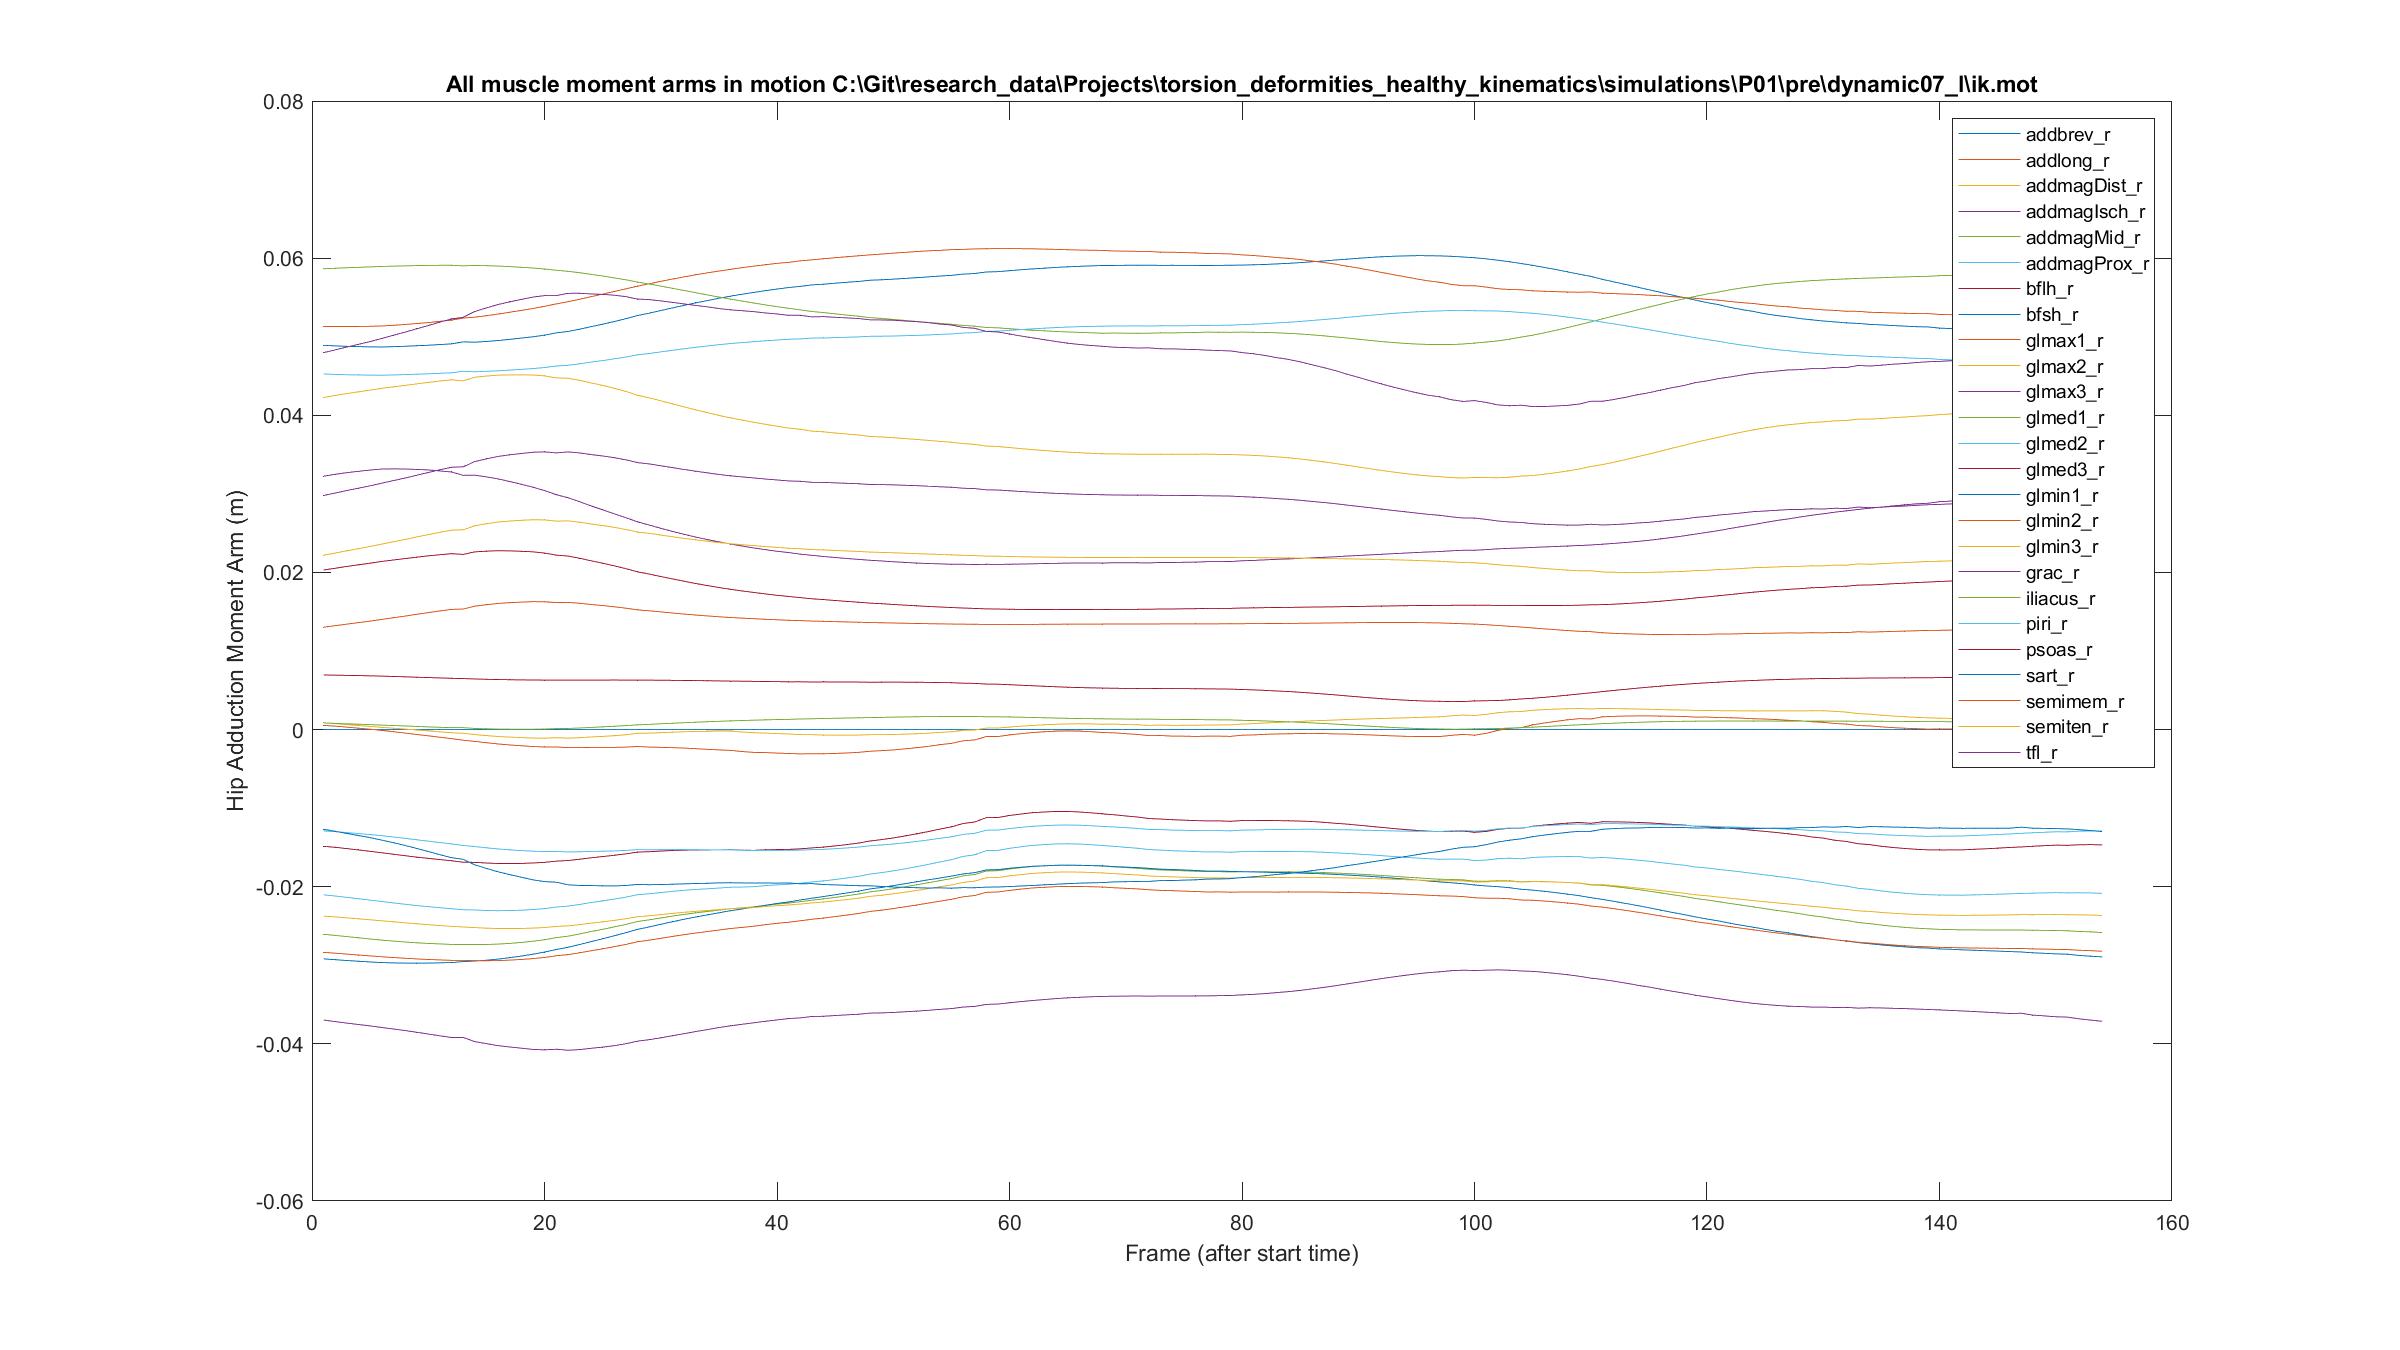 All muscle moment arms in motion C:\Git\research_data\Projects\torsion_deformities_healthy_kinematics\simulations\P01\pre\dynamic07_l\ik.mot
0.08
0.06
0.04
0.02
0
-0.02
-0.04
-0.06
Hip Adduction Moment Arm (m)
addbrev_r
addlong_r
addmagDist_r
addmagIsch_r
addmagMid_r
addmagProx_r
bflh_r
bfsh_r
glmax1_r
glmax2_r
glmax3_r
glmed1_r
glmed2_r
glmed3_r
glmin1_r
glmin2_r
glmin3_r
grac_r
iliacus_r
piri_r
psoas_r
sart_r
semimem_r
semiten_r
tfl_r
0 20 40 60 80 100 120 140 160
Frame (after start time)